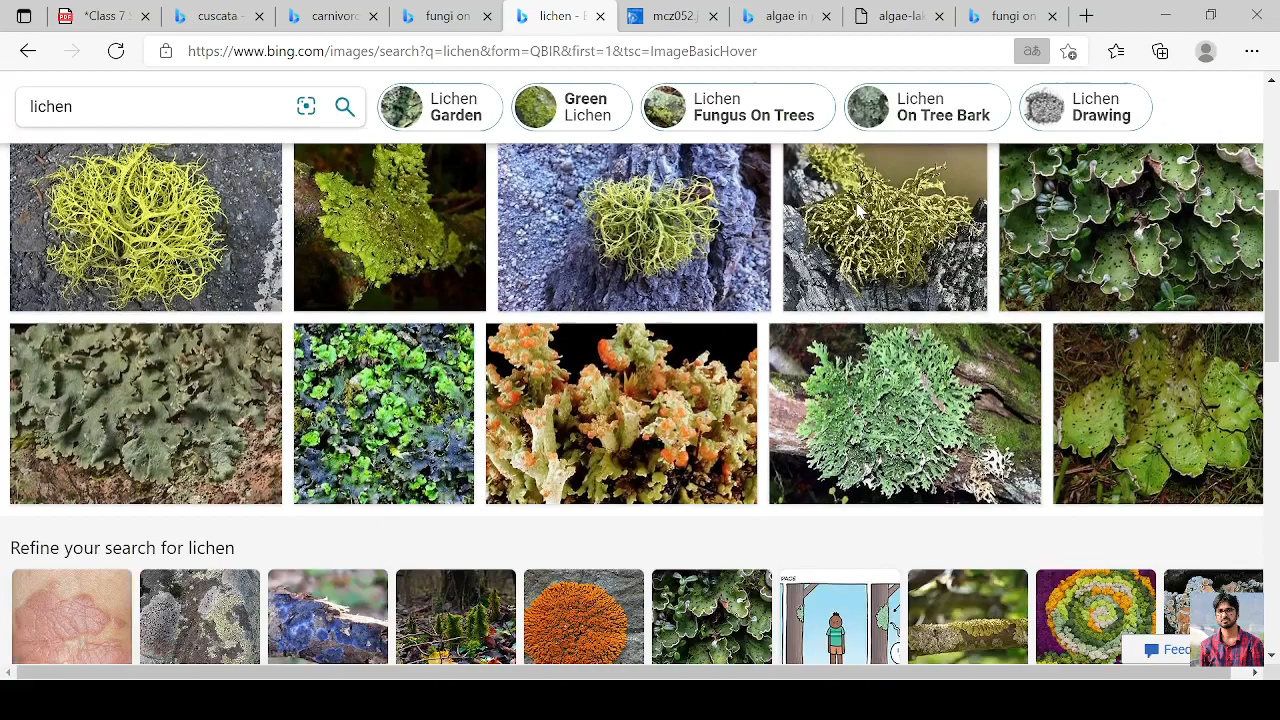 *Class 7 S
cuscata -
carnivoro
fungi on
lichen - B
mcz052.j
algae in p
algae-lak
fungi on
https://www.bing.com/images/search?q=lichen&form=QBIR&first=1&tsc=ImageBasicHover
lichen
Lichen
Garden
Green
Lichen
Lichen
Fungus On Trees
Lichen
On Tree Bark
Lichen
Drawing
Refine your search for lichen
Feed